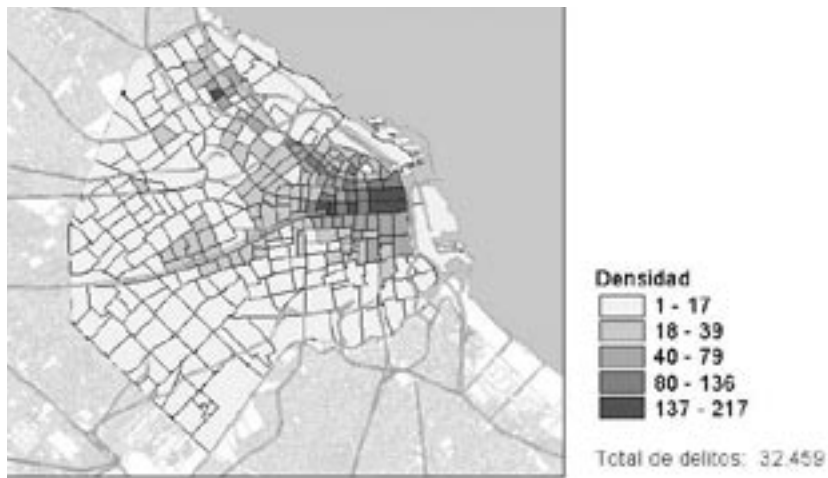 Densidad
1 - 17
18 - 39
40 - 79
80 - 136
137 - 217
Total de delitos: 32.459